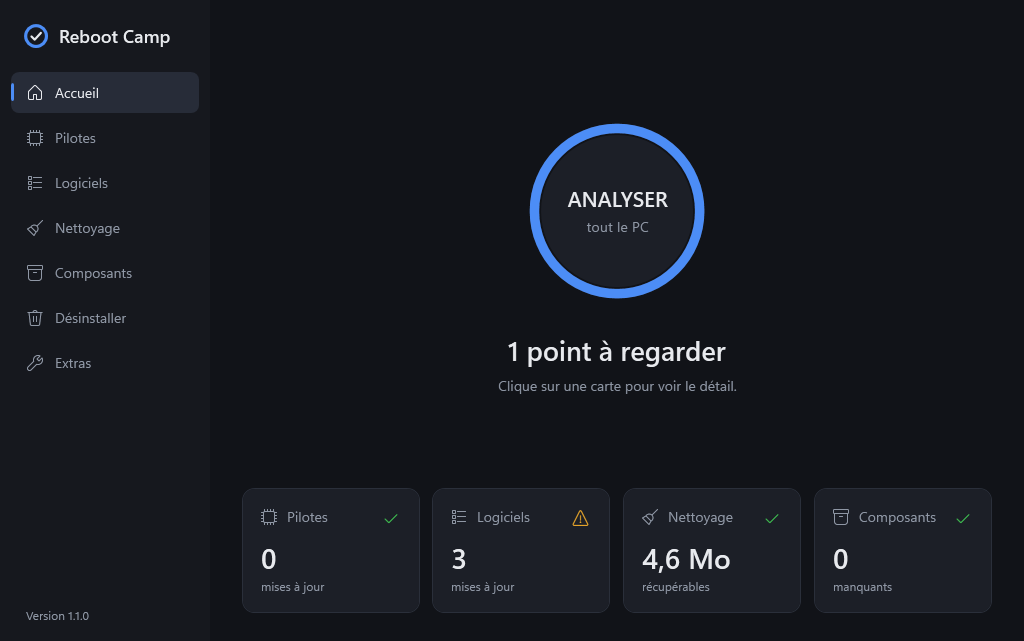 Reboot Camp
Accueil
Pilotes
Logiciels
Nettoyage
Composants
Désinstaller
Extras
Version 1.1.0
ANALYSER
tout le PC
1 point à regarder
Clique sur une carte pour voir le détail.
Pilotes
0
mises à jour
Logiciels
3
mises à jour
Nettoyage
4,6 Mo
récupérables
Composants
0
manquants